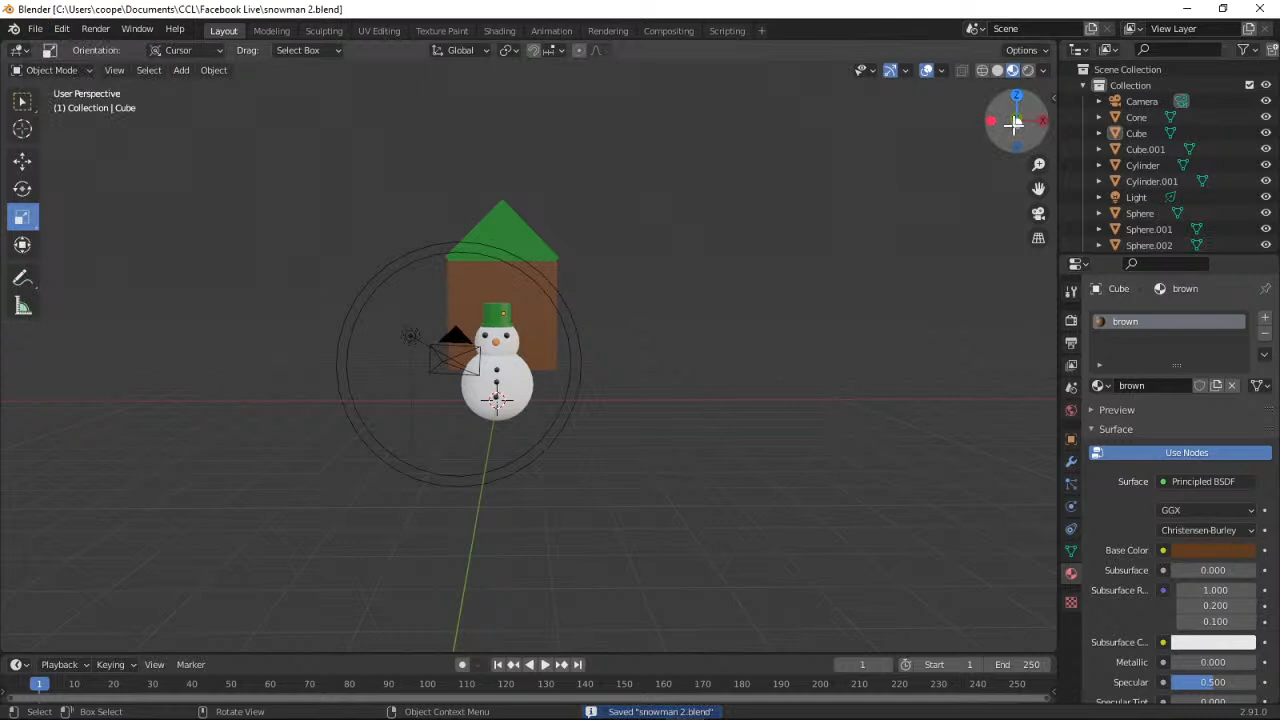 Blender [C:\Users\coope\Documents\CCL\Facebook Live\snowman 2.blend]
File Edit Render Window Help Layout Modeling Sculpting UV Editing Texture Paint Shading Animation Rendering Compositing Scripting + Scene View Layer
Orientation: Cursor Drag: Select Box Global Options
Object Mode View Select Add Object
User Perspective
(1) Collection | Cube
Z
X
Scene Collection
Collection
Camera
Cone
Cube
Cube.001
Cylinder
Cylinder.001
Light
Sphere
Sphere.001
Sphere.002
Cube brown
brown
brown
Preview
Surface
Use Nodes
Surface Principled BSDF
GGX
Christensen-Burley
Base Color
Subsurface 0.000
Subsurface R... 1.000
0.200
0.100
Subsurface C...
Metallic 0.000
Specular 0.500
Specular Tint 0.000
Playback Keying View Marker 1 Start 1 End 250
1 10 20 30 40 50 60 70 80 90 100 110 120 130 140 150 160 170 180 190 200 210 220 230 240 250
Select Box Select Rotate View Object Context Menu Saved "snowman 2.blend" 2.91.0